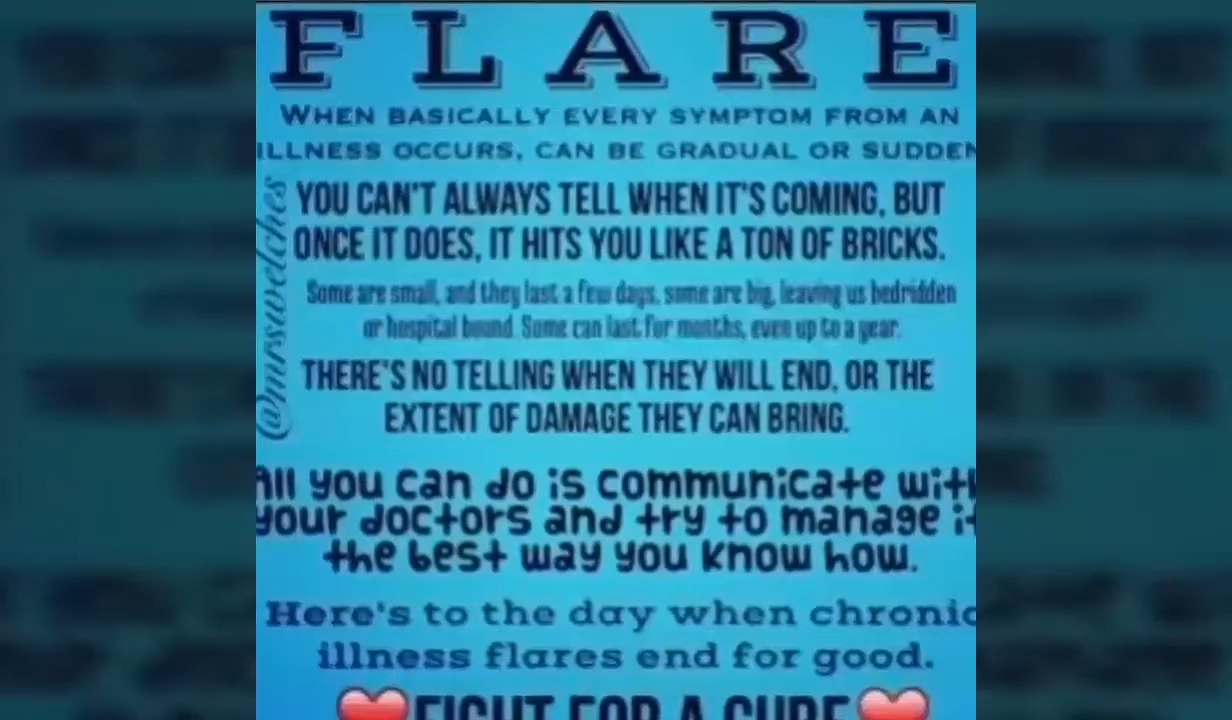 FLARE
WHEN BASICALLY EVERY SYMPTOM FROM AN
ILLNESS OCCURS, CAN BE GRADUAL OR SUDDEN
YOU CAN'T ALWAYS TELL WHEN IT'S COMING, BUT
ONCE IT DOES, IT HITS YOU LIKE A TON OF BRICKS.
Some are small, and they last a few days, some are big, leaving us bedridden
or hospital bound. Some can last for months, even up to a year.
THERE'S NO TELLING WHEN THEY WILL END, OR THE
EXTENT OF DAMAGE THEY CAN BRING.
All you can do is communicate with
your doctors and try to manage it
the best way you know how.
Here's to the day when chronic
illness flares end for good.
FIGHT FOR A CURE
@mrswelches